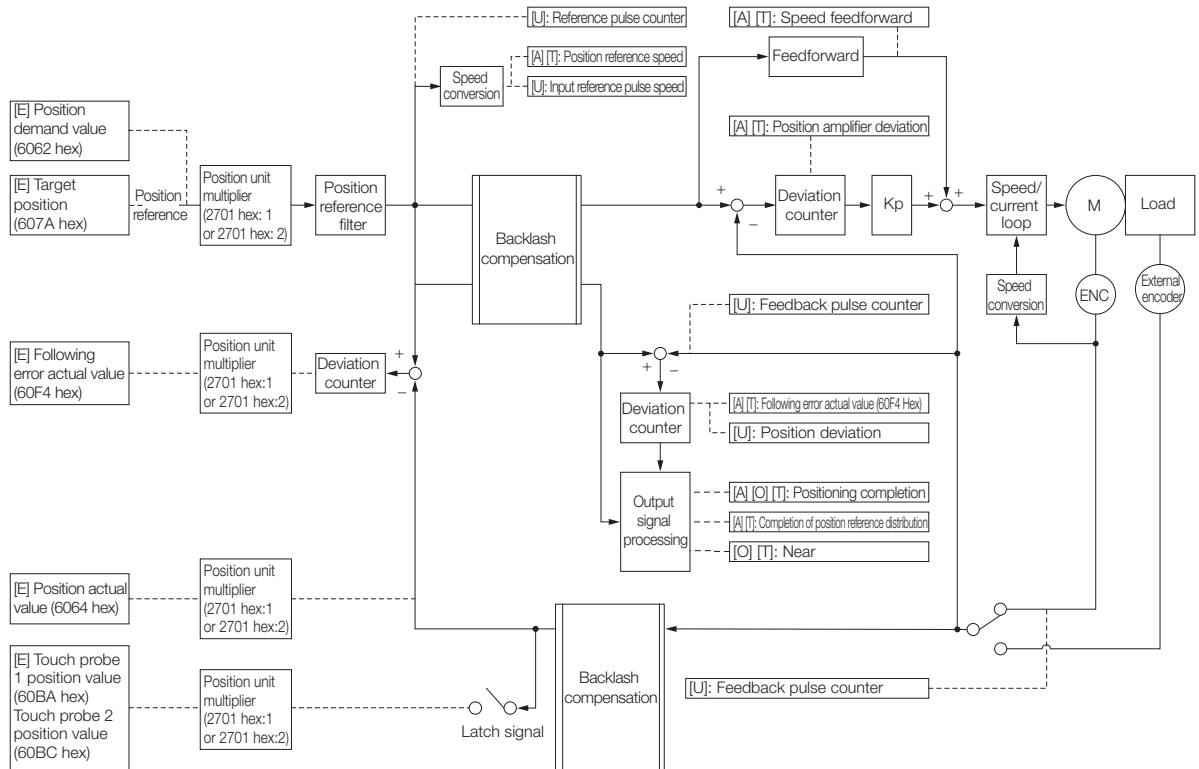 [U]: Reference pulse counter
[A] [T]: Position reference speed
Speed
conversion
[U]: Input reference pulse speed
[A] [T]: Speed feedforward
Feedforward
[A] [T]: Position amplifier deviation
[E] Position
demand value
(6062 hex)
[E] Target
position
(607A hex)
Position
reference
Position unit
multiplier
(2701 hex: 1
or 2701 hex: 2)
Position
reference
filter
Backlash
compensation
+
−
Deviation
counter
Kp
+
+
Speed/
current
loop
M
Load
Speed
conversion
ENC
External
encoder
[U]: Feedback pulse counter
[E] Following
error actual value
(60F4 hex)
Position unit
multiplier
(2701 hex:1
or 2701 hex:2)
Deviation
counter
+
−
+
−
Deviation
counter
[A] [T]: Following error actual value (60F4 Hex)
[U]: Position deviation
Output
signal
processing
[A] [O] [T]: Positioning completion
[A] [T]: Completion of position reference distribution
[O] [T]: Near
[E] Position actual
value (6064 hex)
Position unit
multiplier
(2701 hex:1
or 2701 hex:2)
[E] Touch probe
1 position value
(60BA hex)
Touch probe 2
position value
(60BC hex)
Position unit
multiplier
(2701 hex:1
or 2701 hex:2)
Latch signal
Backlash
compensation
[U]: Feedback pulse counter